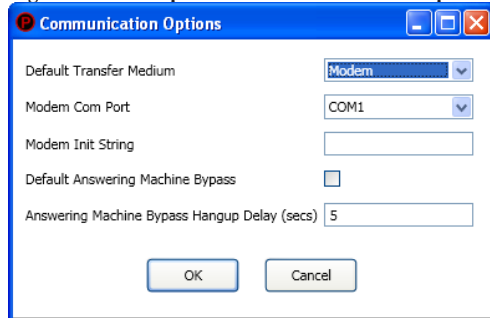 P Communication Options
Default Transfer Medium Modem
Modem Com Port COM1
Modem Init String
Default Answering Machine Bypass
Answering Machine Bypass Hangup Delay (secs) 5
OK Cancel